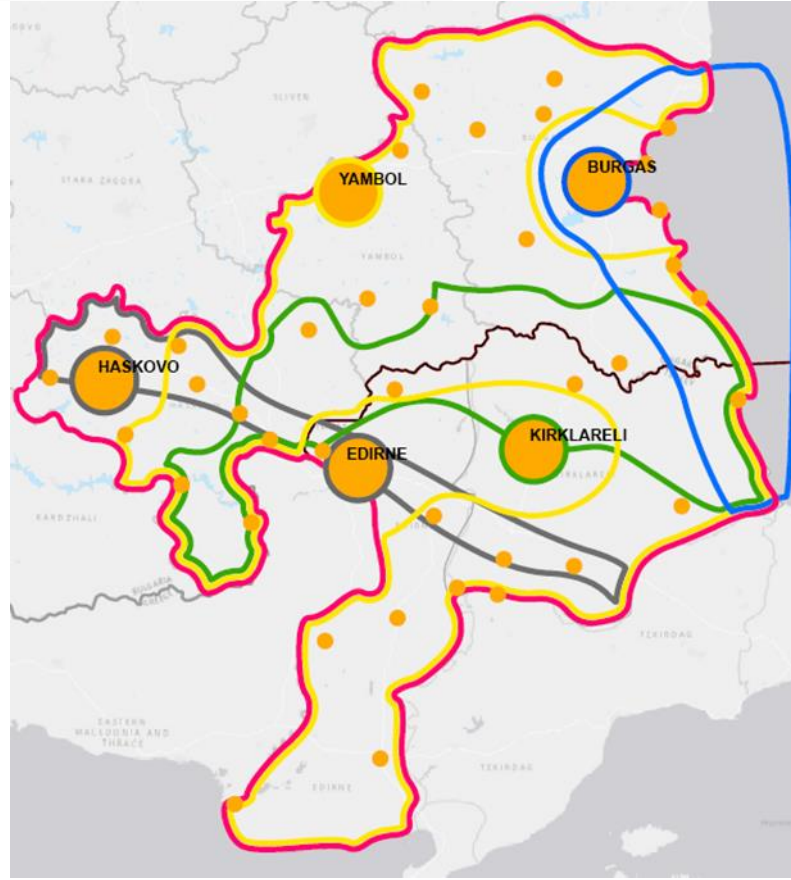 SLIVEN
STARA ZAGORA
YAMBOL
BURGAS
YAMBOL
HASKOVO
EDIRNE
KIRKLARELI
KARDZHALI
BULGARIA
GREECE
TEKIRDAG
EASTERN
MACEDONIA AND
THRACE
EDIRNE
TEKIRDAG